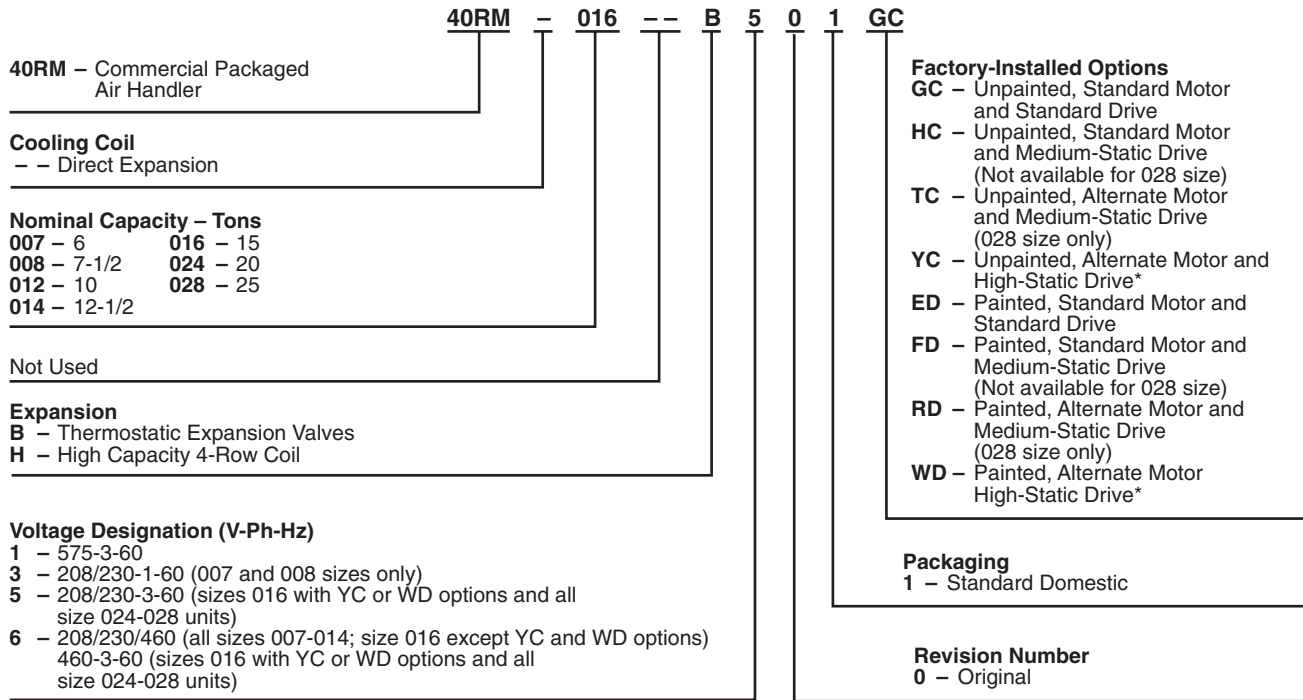 40RM – 016 – – B 5 0 1 GC
40RM – Commercial Packaged
Air Handler
Cooling Coil
– – Direct Expansion
Nominal Capacity – Tons
007 – 6 016 – 15
008 – 7-1/2 024 – 20
012 – 10 028 – 25
014 – 12-1/2
Not Used
Expansion
B – Thermostatic Expansion Valves
H – High Capacity 4-Row Coil
Voltage Designation (V-Ph-Hz)
1 – 575-3-60
3 – 208/230-1-60 (007 and 008 sizes only)
5 – 208/230-3-60 (sizes 016 with YC or WD options and all
size 024-028 units)
6 – 208/230/460 (all sizes 007-014; size 016 except YC and WD options)
460-3-60 (sizes 016 with YC or WD options and all
size 024-028 units)
Factory-Installed Options
GC – Unpainted, Standard Motor
and Standard Drive
HC – Unpainted, Standard Motor
and Medium-Static Drive
(Not available for 028 size)
TC – Unpainted, Alternate Motor
and Medium-Static Drive
(028 size only)
YC – Unpainted, Alternate Motor and
High-Static Drive*
ED – Painted, Standard Motor and
Standard Drive
FD – Painted, Standard Motor and
Medium-Static Drive
(Not available for 028 size)
RD – Painted, Alternate Motor and
Medium-Static Drive
(028 size only)
WD – Painted, Alternate Motor
High-Static Drive*
Packaging
1 – Standard Domestic
Revision Number
0 – Original